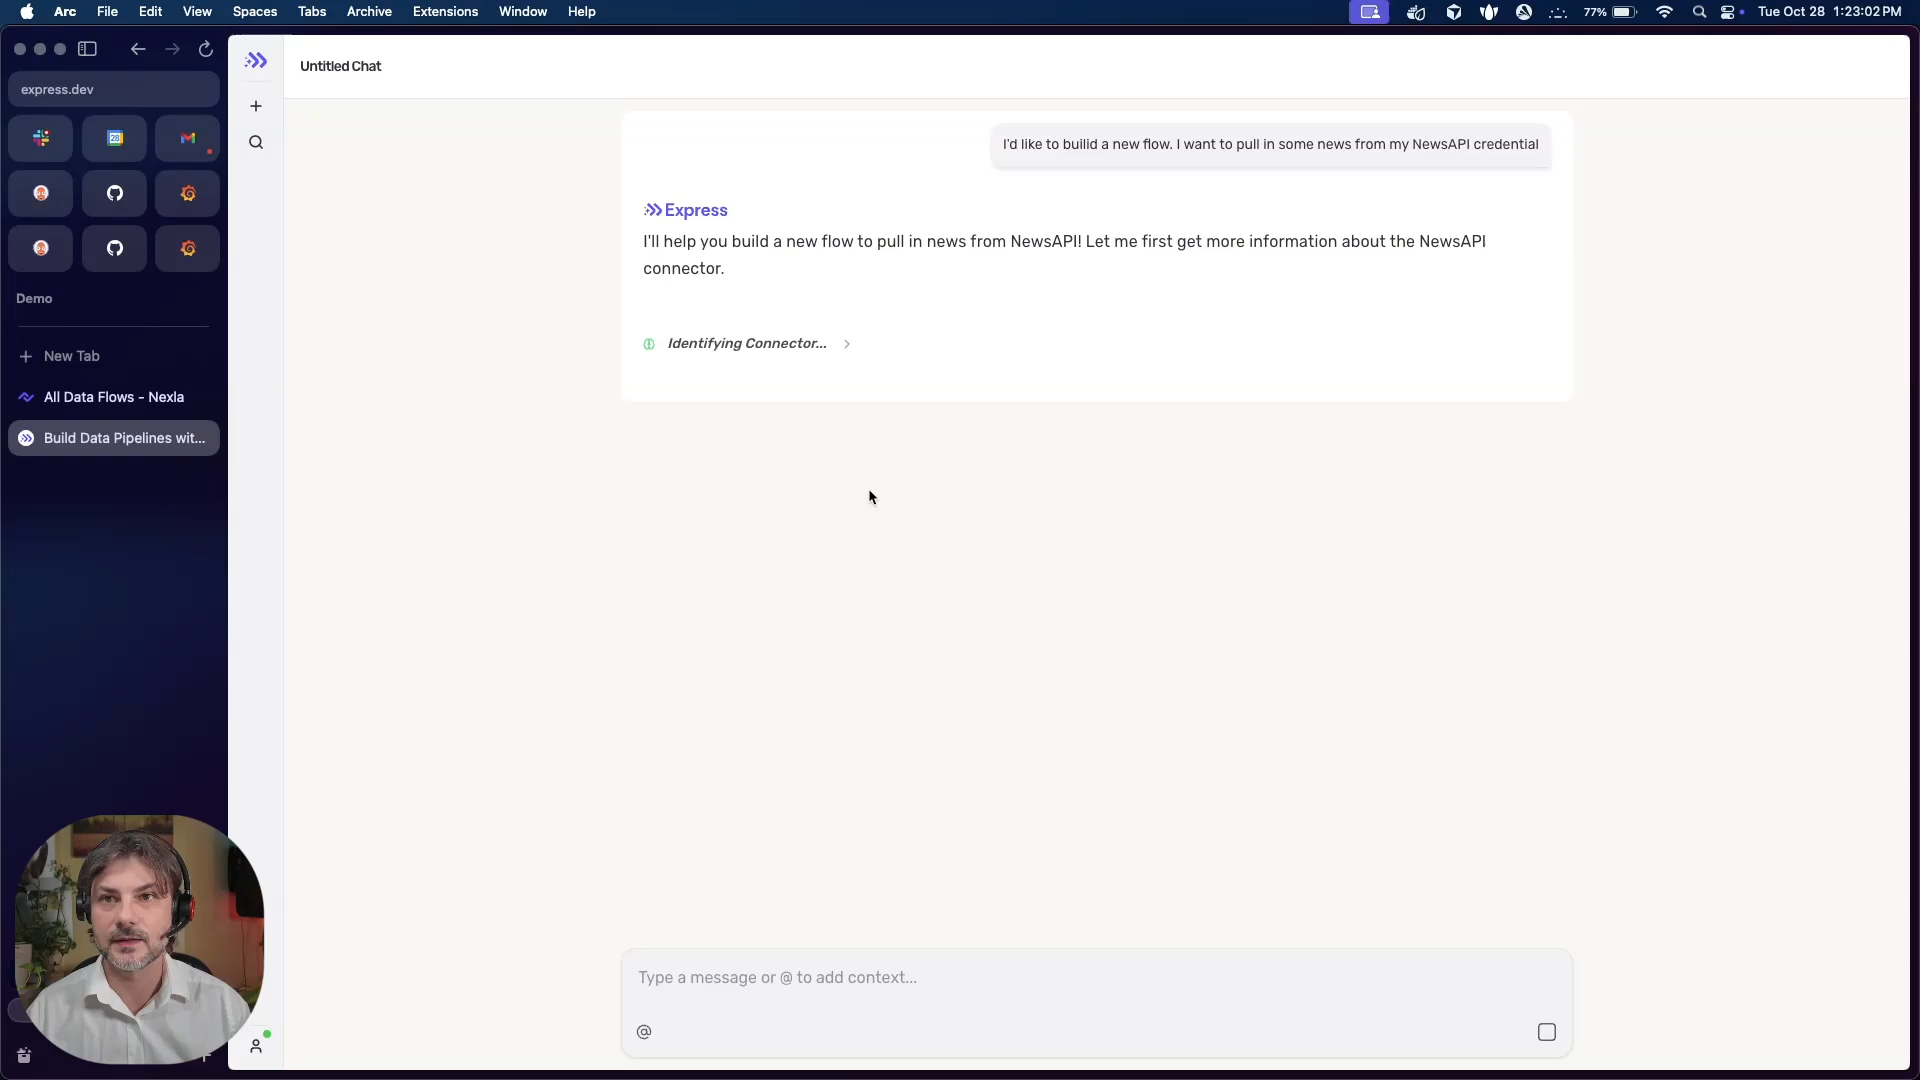 Arc File Edit View Spaces Tabs Archive Extensions Window Help 77% Tue Oct 28 1:23:02 PM
express.dev
28
Demo
New Tab
All Data Flows - Nexla
Build Data Pipelines wit...
Untitled Chat
I'd like to builid a new flow. I want to pull in some news from my NewsAPI credential
Express
I'll help you build a new flow to pull in news from NewsAPI! Let me first get more information about the NewsAPI
connector.
Identifying Connector...
Type a message or @ to add context...
@